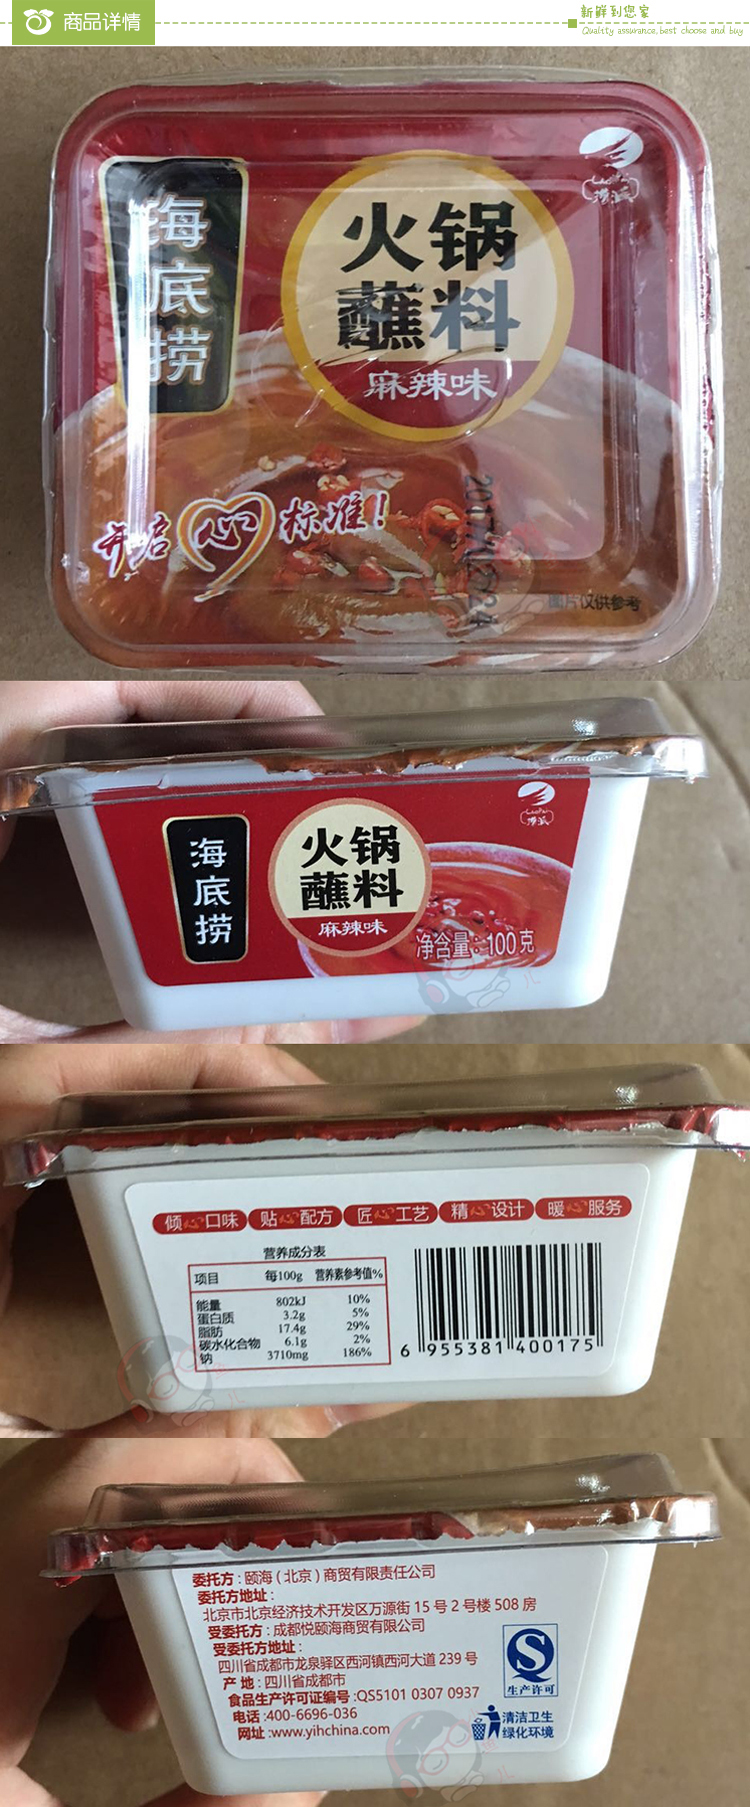 商品详情
新鲜到您家
Quality assurance,best choose and buy
海底捞
火锅
蘸料
麻辣味
LaoPai
捞派
开启心标准!
20171224
图片仅供参考
海底捞
火锅
蘸料
麻辣味
LaoPai
捞派
净含量:100克
倾心口味 贴心配方 匠心工艺 精心设计 暖心服务
营养成分表
项目 每100g 营养素参考值%
能量 802kJ 10%
蛋白质 3.2g 5%
脂肪 17.4g 29%
碳水化合物 6.1g 2%
钠 3710mg 186%
6 955381 400175
委托方:颐海(北京)商贸有限责任公司
委托方地址:
北京市北京经济技术开发区万源街 15 号 2 号楼 508 房
受委托方:成都悦颐海商贸有限公司
受委托方地址:
四川省成都市龙泉驿区西河镇西河大道 239 号
产 地:四川省成都市
食品生产许可证编号:QS5101 0307 0937
电话:400-6696-036
网址:www.yihchina.com
生产许可
清洁卫生
绿化环境